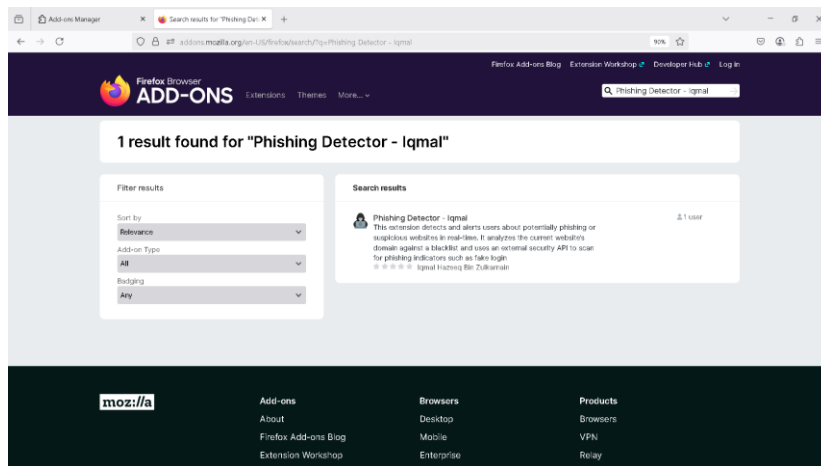 Add-ons Manager
Search results for "Phishing Det
addons.mozilla.org/en-US/firefox/search/?q=Phishing Detector - Iqmal
90%
Firefox Add-ons Blog Extension Workshop Developer Hub Log in
Firefox Browser
ADD-ONS
Extensions Themes More...
Phishing Detector - Iqmal
1 result found for "Phishing Detector - Iqmal"
Filter results
Sort by
Relevance
Add-on Type
All
Badging
Any
Search results
Phishing Detector - Iqmal
1 user
This extension detects and alerts users about potentially phishing or
suspicious websites in real-time. It analyzes the current website's
domain against a blacklist and uses an external security API to scan
for phishing indicators such as fake login
Iqmal Hazeeq Bin Zulkarnain
moz://a
Add-ons
About
Firefox Add-ons Blog
Extension Workshop
Browsers
Desktop
Mobile
Enterprise
Products
Browsers
VPN
Relay